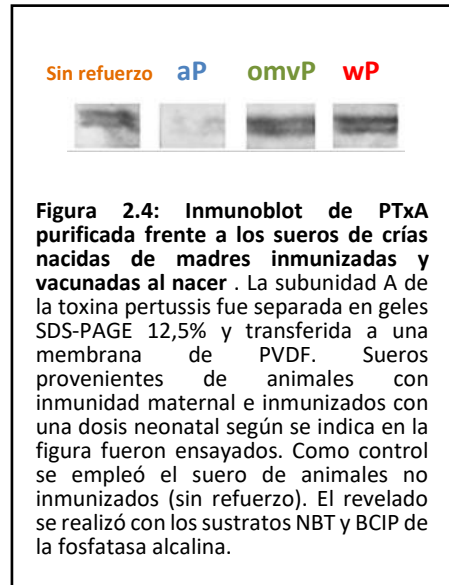 Sin refuerzo aP omvP wP
Figura 2.4: Inmunoblot de PTxA
purificada frente a los sueros de crías
nacidas de madres inmunizadas y
vacunadas al nacer . La subunidad A de
la toxina pertussis fue separada en geles
SDS-PAGE 12,5% y transferida a una
membrana de PVDF. Sueros
provenientes de animales con
inmunidad maternal e inmunizados con
una dosis neonatal según se indica en la
figura fueron ensayados. Como control
se empleó el suero de animales no
inmunizados (sin refuerzo). El revelado
se realizó con los sustratos NBT y BCIP de
la fosfatasa alcalina.